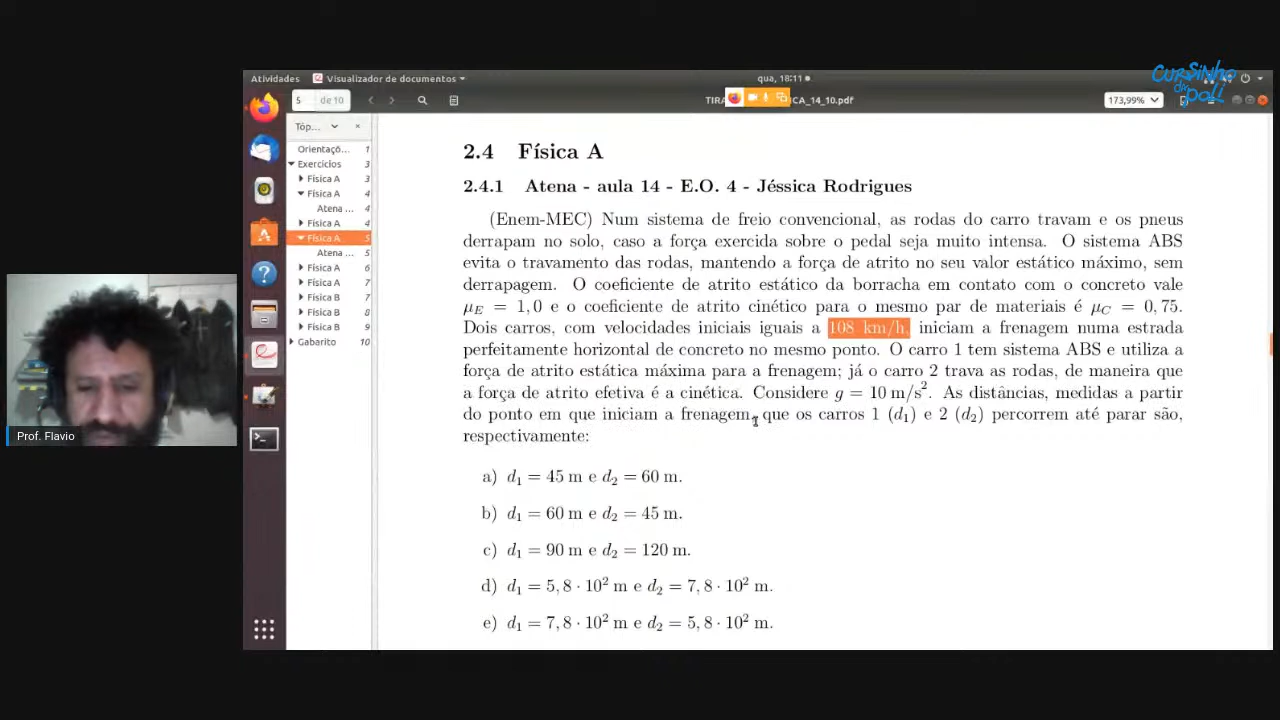 CURSINHO
da POLI
Atividades
Visualizador de documentos
qua, 18:11
5
de 10
TIRA
ICA_14_10.pdf
173,99%
Tóp...
Orientaçõ... 1
Exercícios 3
Física A 3
Física A 4
Atena ... 4
Física A 4
Física A 5
Atena ... 5
Física A 6
Física A 7
Física B 7
Física B 8
Física B 9
Gabarito 10
2.4 Física A
2.4.1 Atena - aula 14 - E.O. 4 - Jéssica Rodrigues
(Enem-MEC) Num sistema de freio convencional, as rodas do carro travam e os pneus
derrapam no solo, caso a força exercida sobre o pedal seja muito intensa. O sistema ABS
evita o travamento das rodas, mantendo a força de atrito no seu valor estático máximo, sem
derrapagem. O coeficiente de atrito estático da borracha em contato com o concreto vale
μE = 1,0 e o coeficiente de atrito cinético para o mesmo par de materiais é μC = 0,75.
Dois carros, com velocidades iniciais iguais a 108 km/h, iniciam a frenagem numa estrada
perfeitamente horizontal de concreto no mesmo ponto. O carro 1 tem sistema ABS e utiliza a
força de atrito estática máxima para a frenagem; já o carro 2 trava as rodas, de maneira que
a força de atrito efetiva é a cinética. Considere g = 10 m/s². As distâncias, medidas a partir
do ponto em que iniciam a frenagem, que os carros 1 (d₁) e 2 (d₂) percorrem até parar são,
respectivamente:
a) d₁ = 45 m e d₂ = 60 m.
b) d₁ = 60 m e d₂ = 45 m.
c) d₁ = 90 m e d₂ = 120 m.
d) d₁ = 5,8 · 10² m e d₂ = 7,8 · 10² m.
e) d₁ = 7,8 · 10² m e d₂ = 5,8 · 10² m.
Prof. Flavio